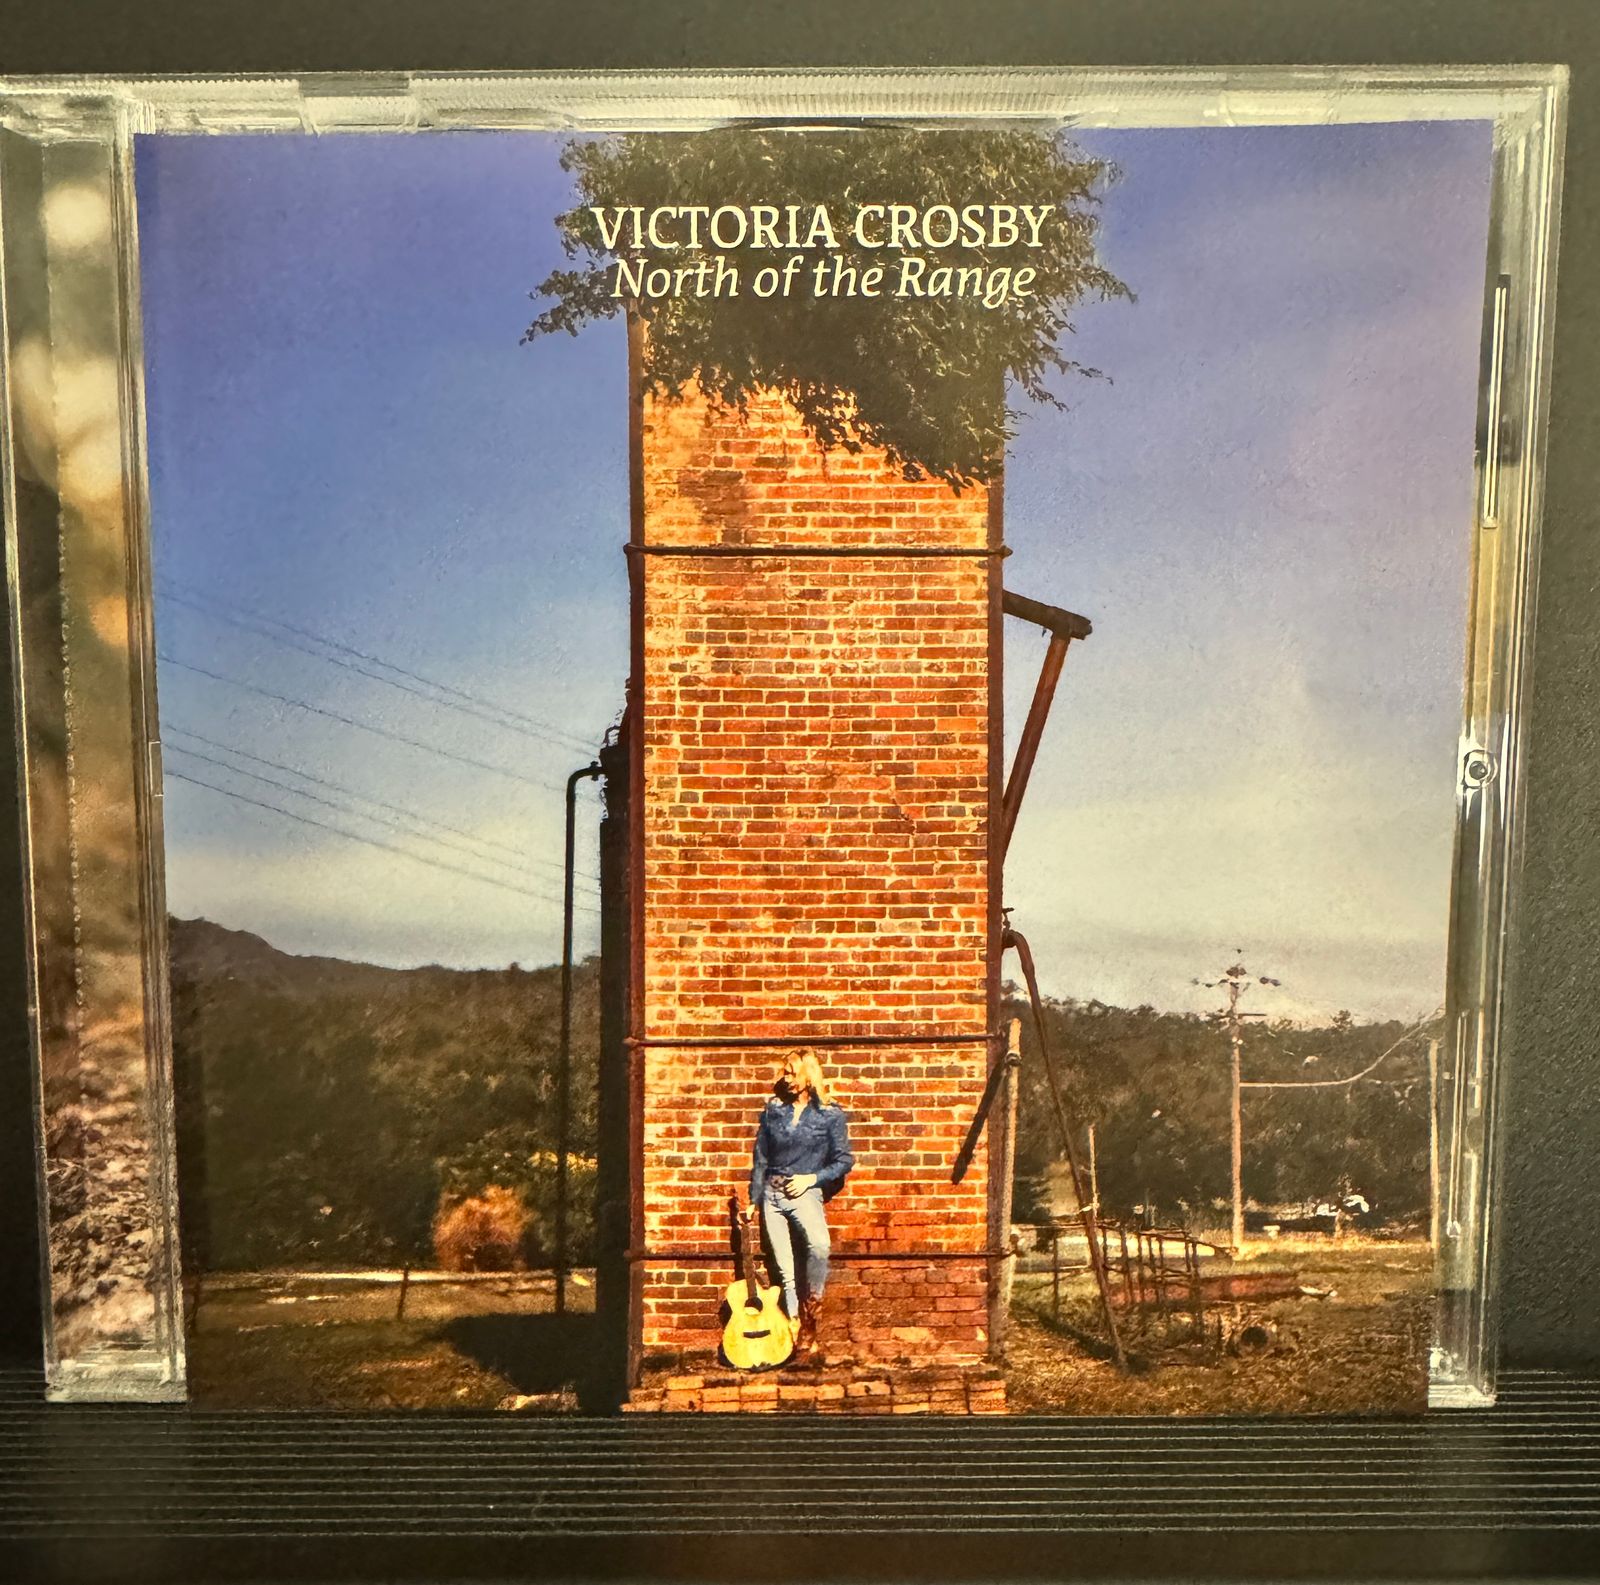 VICTORIA CROSBY
North of the Range